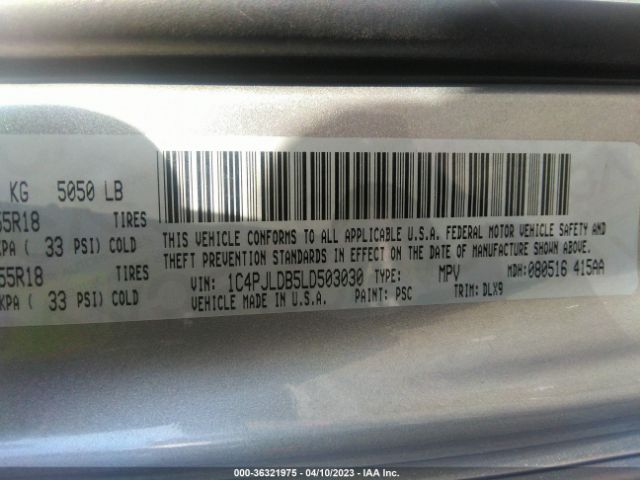 KG 5050 LB
55R18 TIRES
KPA ( 33 PSI) COLD
55R18 TIRES
KPA ( 33 PSI) COLD
THIS VEHICLE CONFORMS TO ALL APPLICABLE U.S.A. FEDERAL MOTOR VEHICLE SAFETY AND
THEFT PREVENTION STANDARDS IN EFFECT ON THE DATE OF MANUFACTURE SHOWN ABOVE.
VIN: 1C4PJLDB5LD503030 TYPE: MPV MDH: 080516 415AA
VEHICLE MADE IN U.S.A. PAINT: PSC TRIM: DLX9
000-36321975 - 04/10/2023 - IAA Inc.